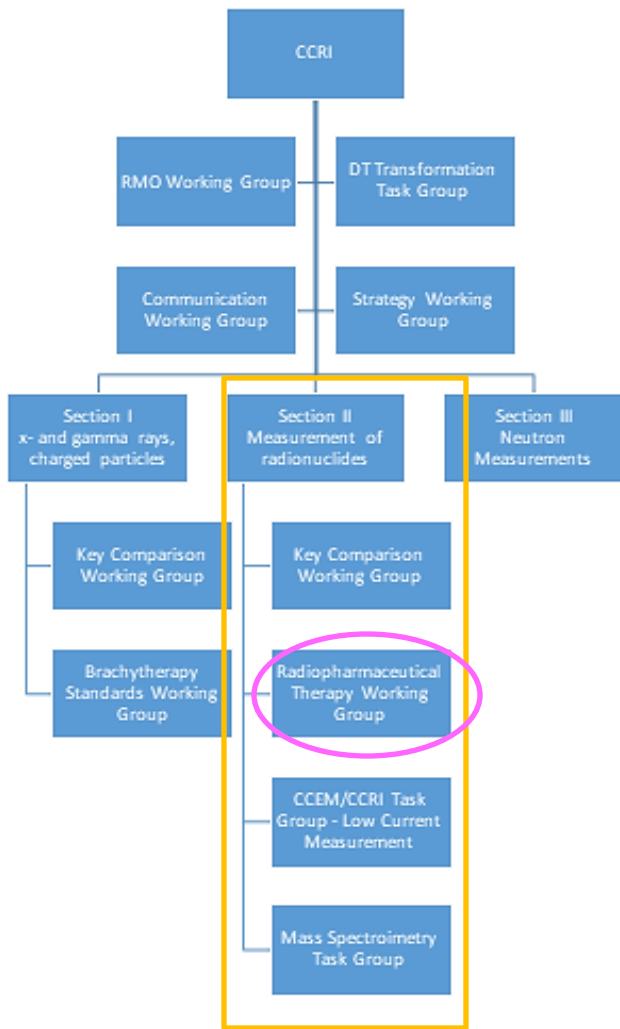 CCRI
RMO Working Group
DT Transformation
Task Group
Communication
Working Group
Strategy Working
Group
Section I
x- and gamma rays,
charged particles
Section II
Measurement of
radionuclides
Section III
Neutron
Measurements
Key Comparison
Working Group
Key Comparison
Working Group
Brachytherapy
Standards Working
Group
Radiopharmaceutical
Therapy Working
Group
CCEM/CCRI Task
Group - Low Current
Measurement
Mass Spectroimetry
Task Group